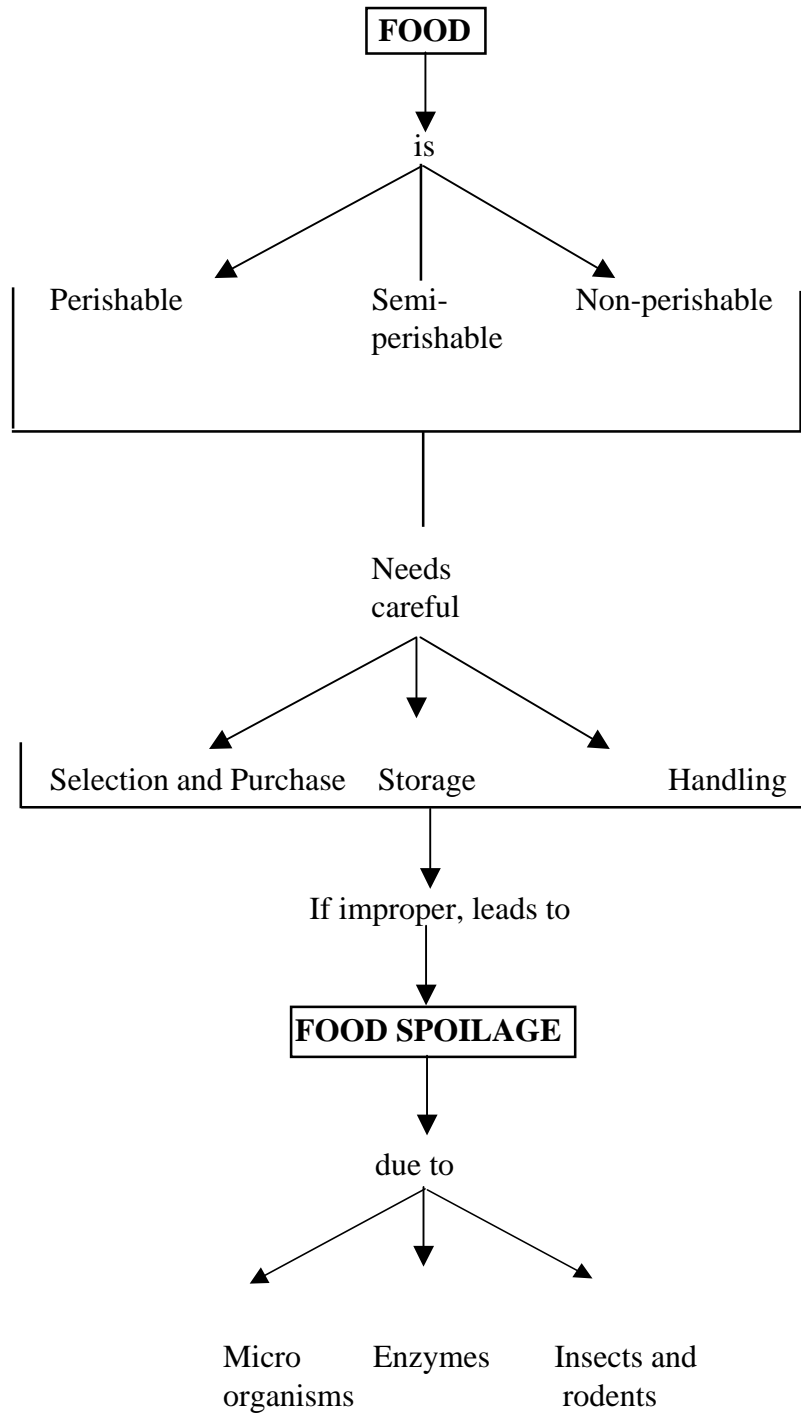 FOOD
is
Perishable Semi- Non-perishable
perishable
Needs
careful
Selection and Purchase Storage Handling
If improper, leads to
FOOD SPOILAGE
due to
Micro Enzymes Insects and
organisms rodents